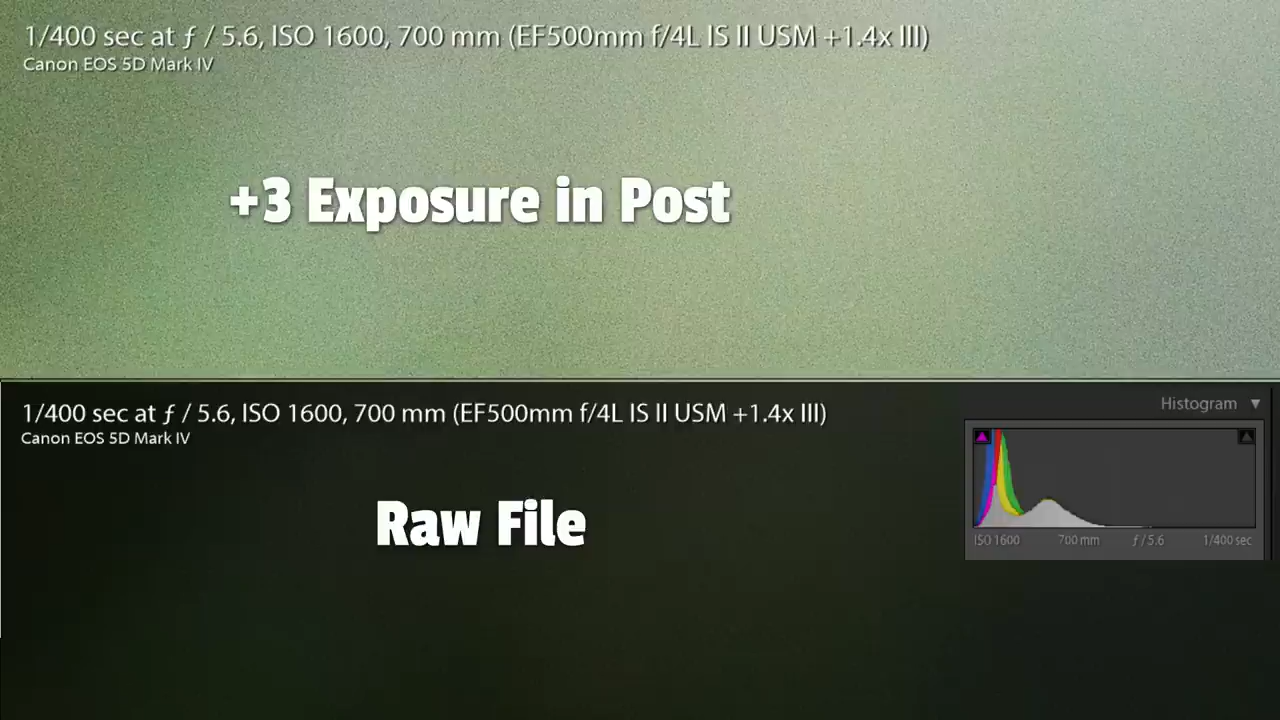 1/400 sec at ƒ / 5.6, ISO 1600, 700 mm (EF500mm f/4L IS II USM +1.4x III)
Canon EOS 5D Mark IV
+3 Exposure in Post
1/400 sec at ƒ / 5.6, ISO 1600, 700 mm (EF500mm f/4L IS II USM +1.4x III)
Canon EOS 5D Mark IV
Histogram ▼
Raw File
ISO 1600 700 mm ƒ / 5.6 1/400 sec